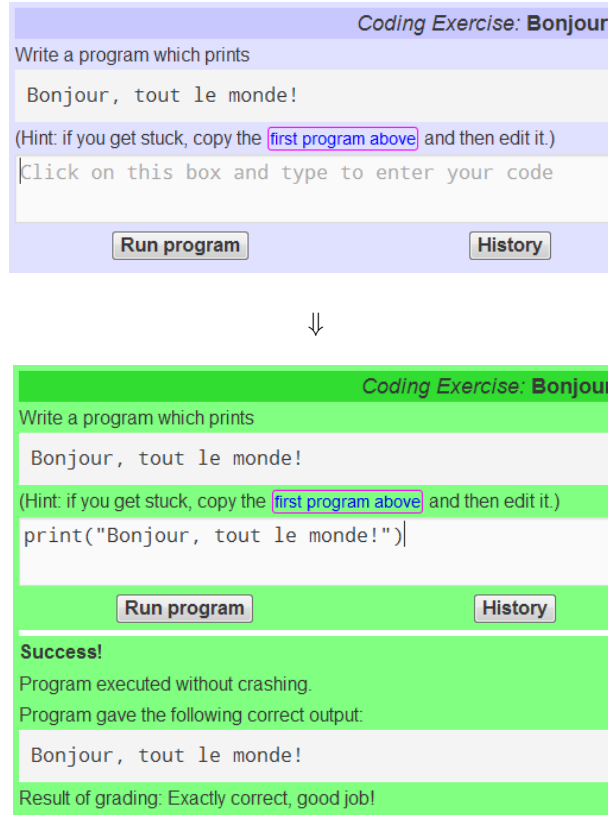 Coding Exercise: Bonjour
Write a program which prints
Bonjour, tout le monde!
(Hint: if you get stuck, copy the first program above and then edit it.)
Click on this box and type to enter your code
Run program History
⇓
Coding Exercise: Bonjour
Write a program which prints
Bonjour, tout le monde!
(Hint: if you get stuck, copy the first program above and then edit it.)
print("Bonjour, tout le monde!")
Run program History
Success!
Program executed without crashing.
Program gave the following correct output:
Bonjour, tout le monde!
Result of grading: Exactly correct, good job!